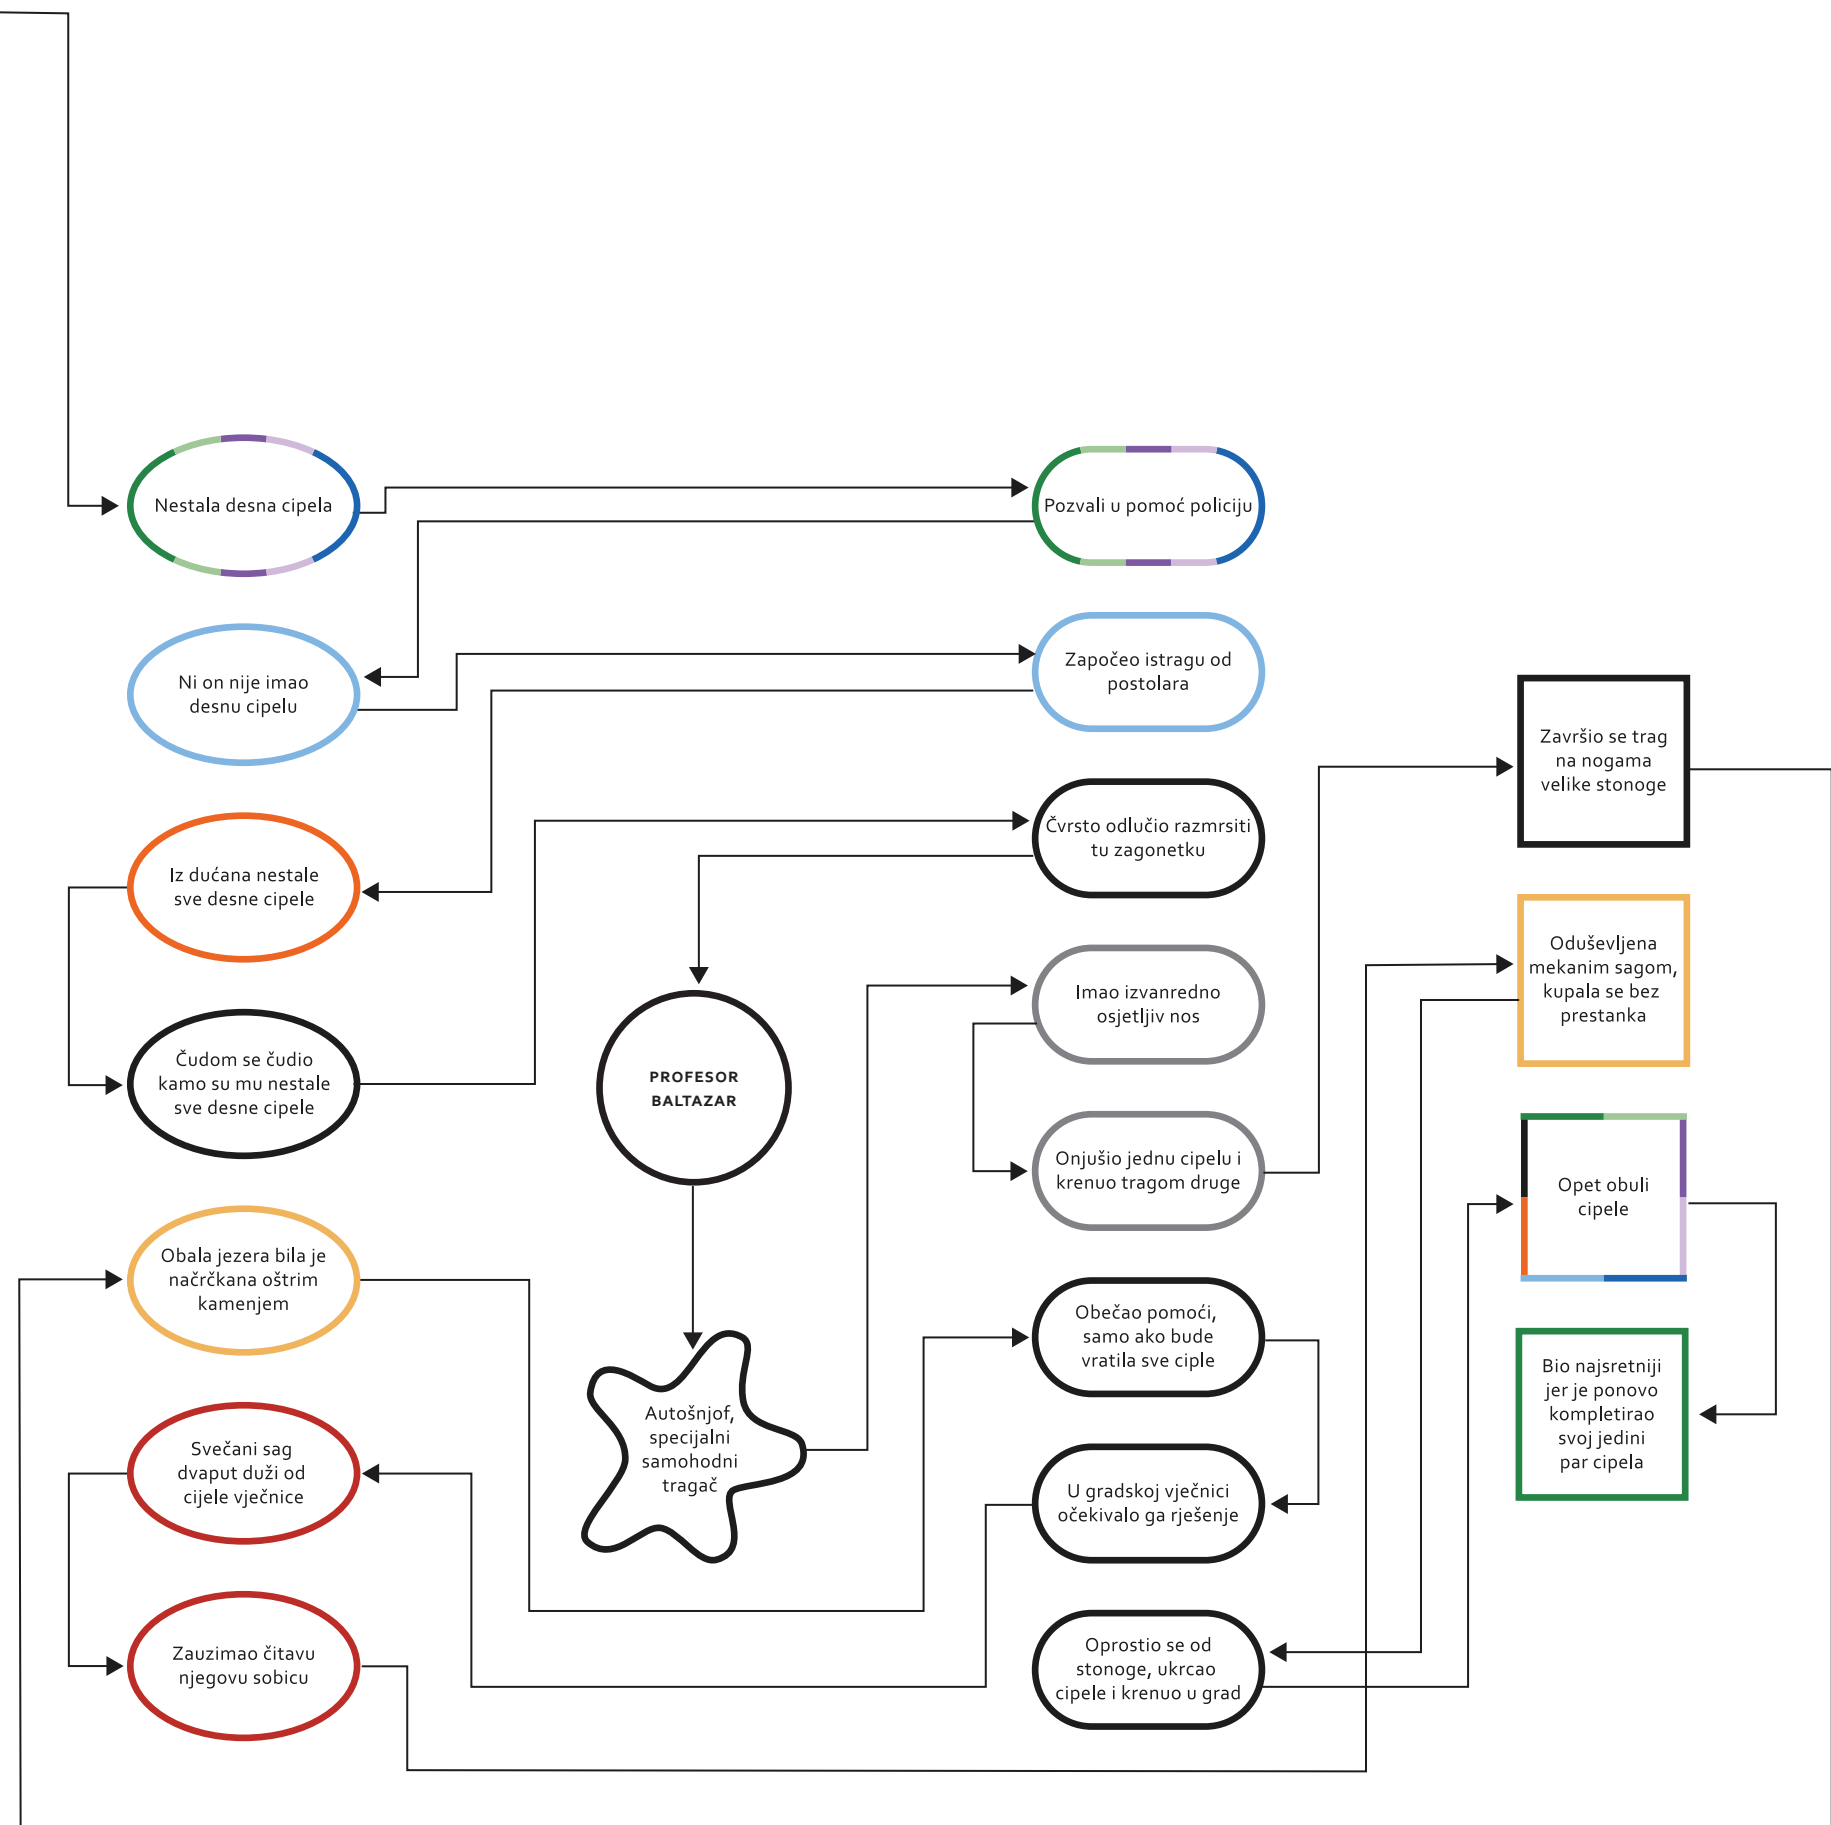 Nestala desna cipela
Pozvali u pomoć policiju
Ni on nije imao
desnu cipelu
Započeo istragu od
postolara
Završio se trag
na nogama
velike stonoge
Iz dućana nestale
sve desne cipele
Čvrsto odlučio razmrsiti
tu zagonetku
Oduševljena
mekanim sagom,
kupala se bez
prestanka
Čudom se čudio
kamo su mu nestale
sve desne cipele
PROFESOR
BALTAZAR
Imao izvanredno
osjetljiv nos
Onjušio jednu cipelu i
krenuo tragom druge
Opet obuli
cipele
Obala jezera bila je
načrčkana oštrim
kamenjem
Obečao pomoći,
samo ako bude
vratila sve ciple
Bio najsretniji
jer je ponovo
kompletirao
svoj jedini
par cipela
Autošnjof,
specijalni
samohodni
tragač
Svečani sag
dvaput duži od
cijele vječnice
U gradskoj vječnici
očekivalo ga rješenje
Zauzimao čitavu
njegovu sobicu
Oprostio se od
stonoge, ukrcao
cipele i krenuo u grad